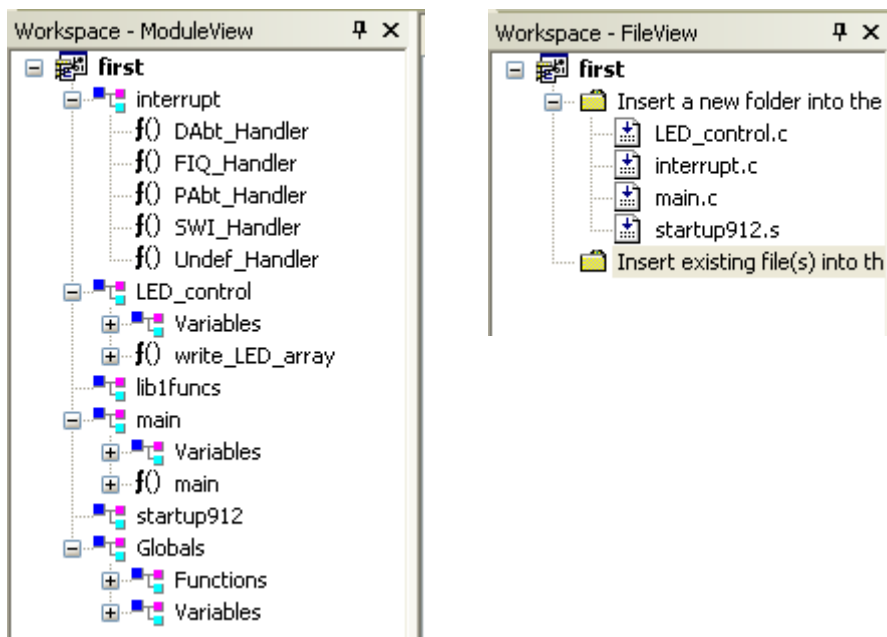 Workspace - ModuleView
first
interrupt
f() DAbt_Handler
f() FIQ_Handler
f() PAbt_Handler
f() SWI_Handler
f() Undef_Handler
LED_control
Variables
f() write_LED_array
lib1funcs
main
Variables
f() main
startup912
Globals
Functions
Variables
Workspace - FileView
first
Insert a new folder into the
LED_control.c
interrupt.c
main.c
startup912.s
Insert existing file(s) into th